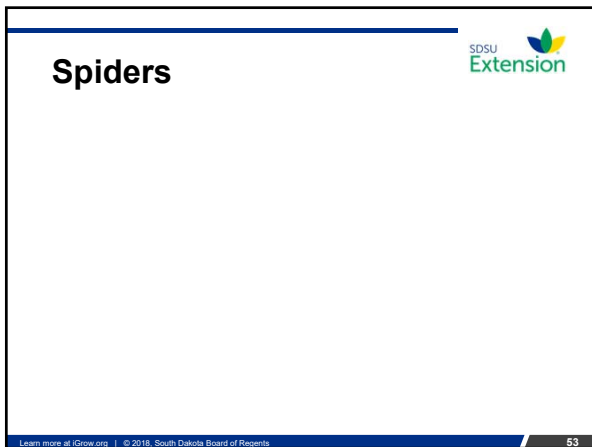 Spiders
SDSU
Extension
Learn more at iGrow.org | © 2018, South Dakota Board of Regents
53